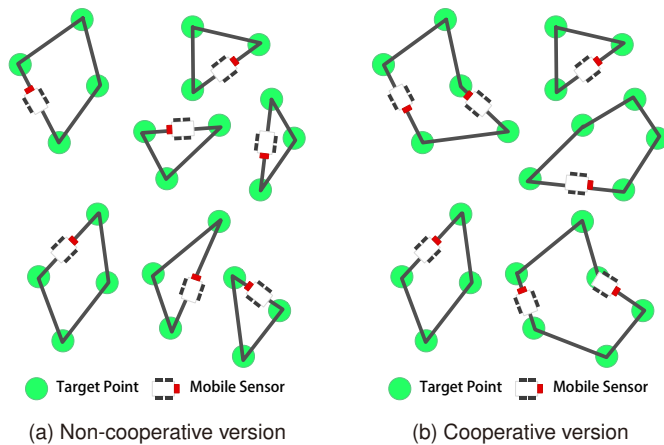 Target Point Mobile Sensor Target Point Mobile Sensor
(a) Non-cooperative version (b) Cooperative version